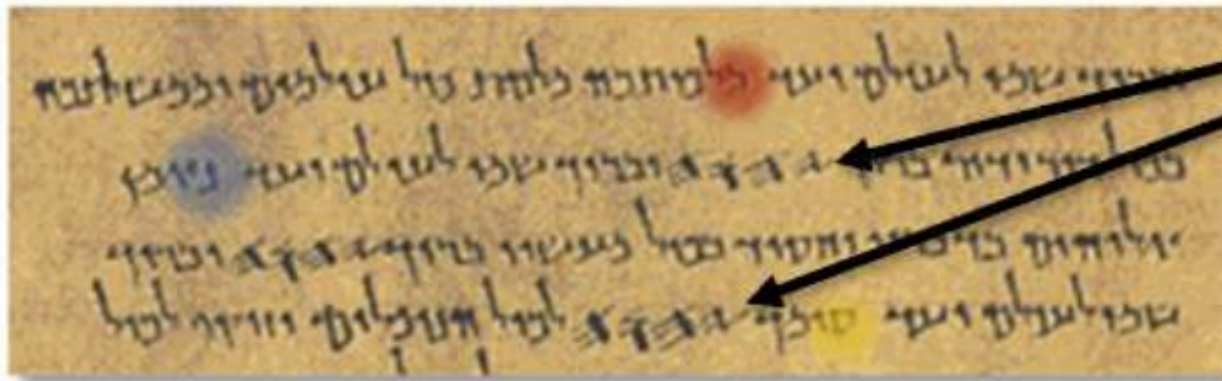 וברוך שמו לעולם ועד מלכותכה מלכות כול עולמים וממשלתכה
בכול דור ודור ברוך 𐤉𐤄𐤅𐤄 וברוך שמו לעולם ועד נאמן
אלוהים בדבריו וחסיד בכול מעשיו ברוך 𐤉𐤄𐤅𐤄 וברוך
שמו לעולם ועד סומך 𐤉𐤄𐤅𐤄 לכול הנופלים וזוקף לכול